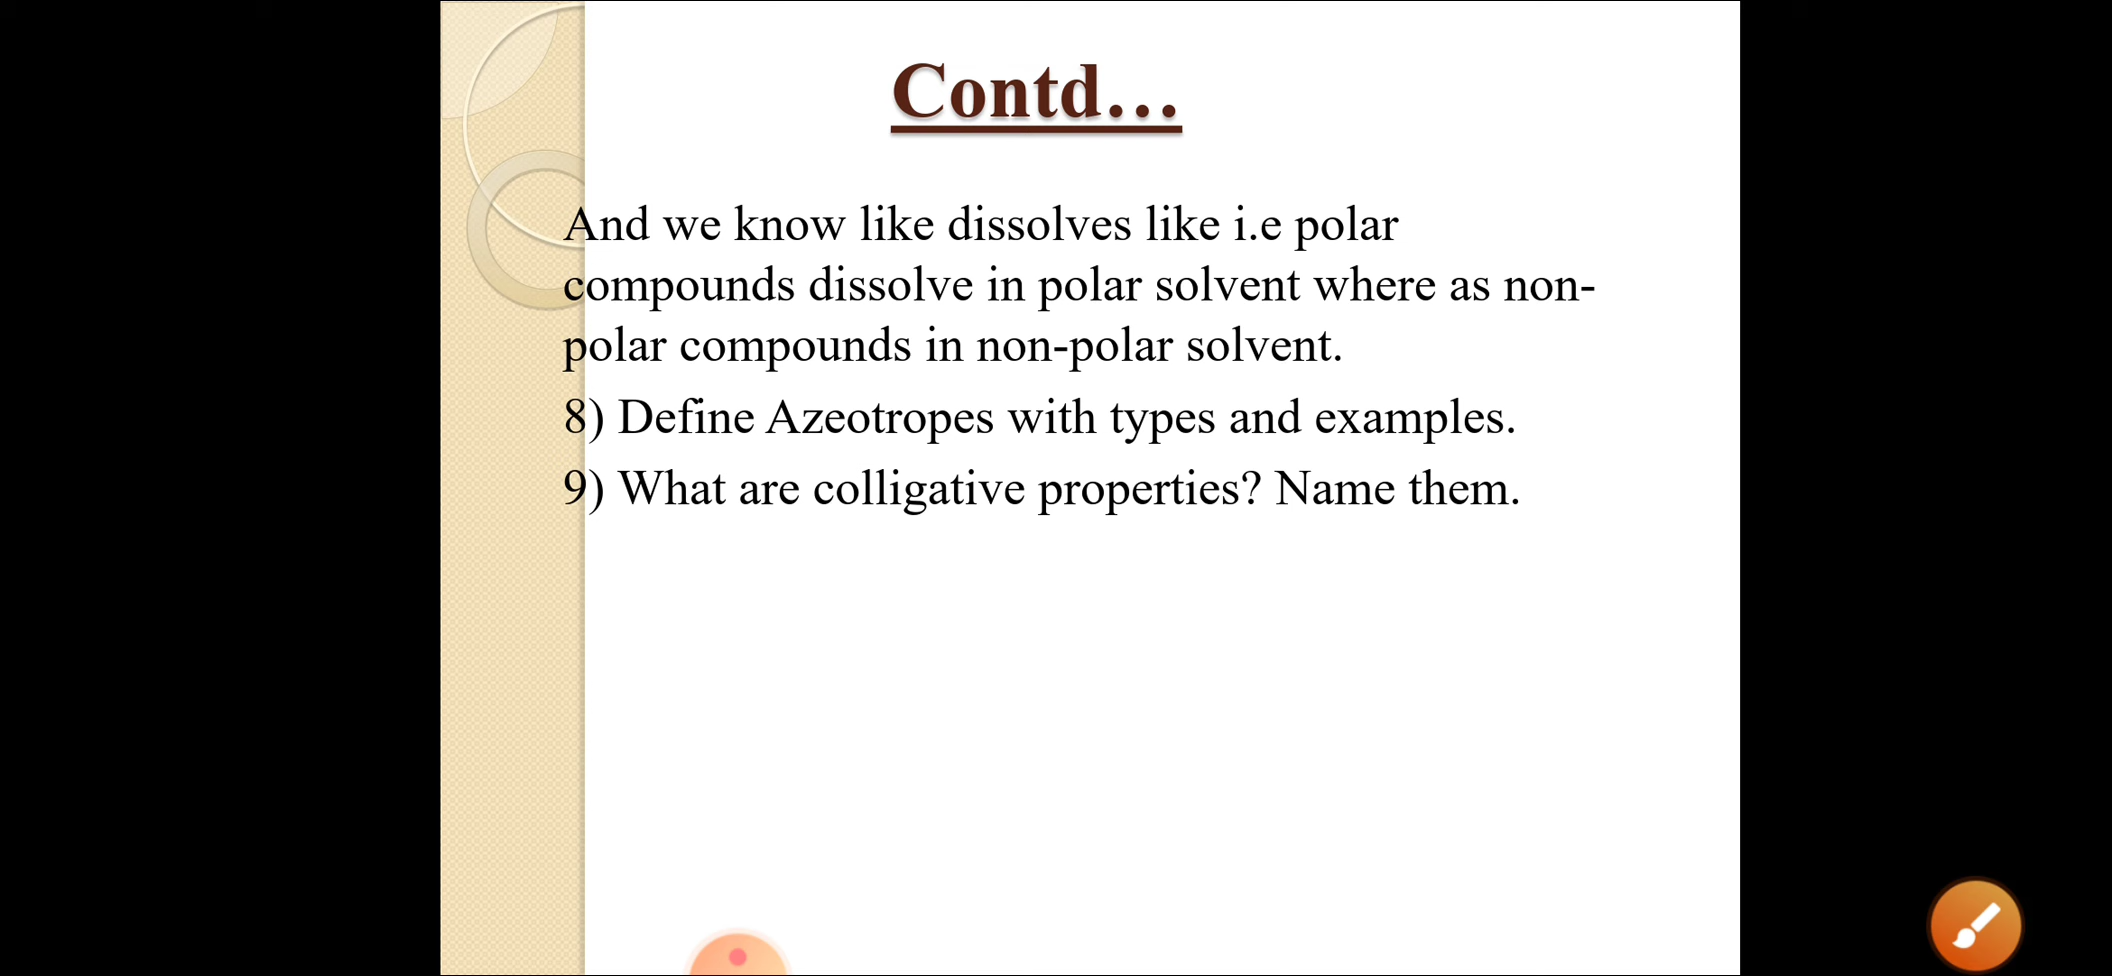 Contd...
And we know like dissolves like i.e polar
compounds dissolve in polar solvent where as non-
polar compounds in non-polar solvent.
8) Define Azeotropes with types and examples.
9) What are colligative properties? Name them.